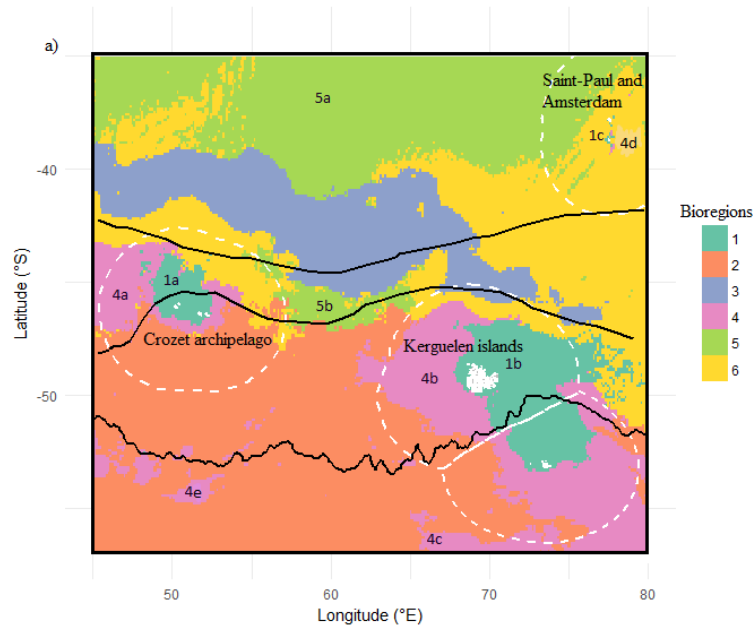 a)
Saint-Paul and
Amsterdam
5a
1c
4d
-40
Bioregions
1
2
3
4
5
6
Latitude (°S)
1a
4a
5b
Crozet archipelago
Kerguelen islands
1b
4b
-50
4e
4c
50
60
70
80
Longitude (°E)